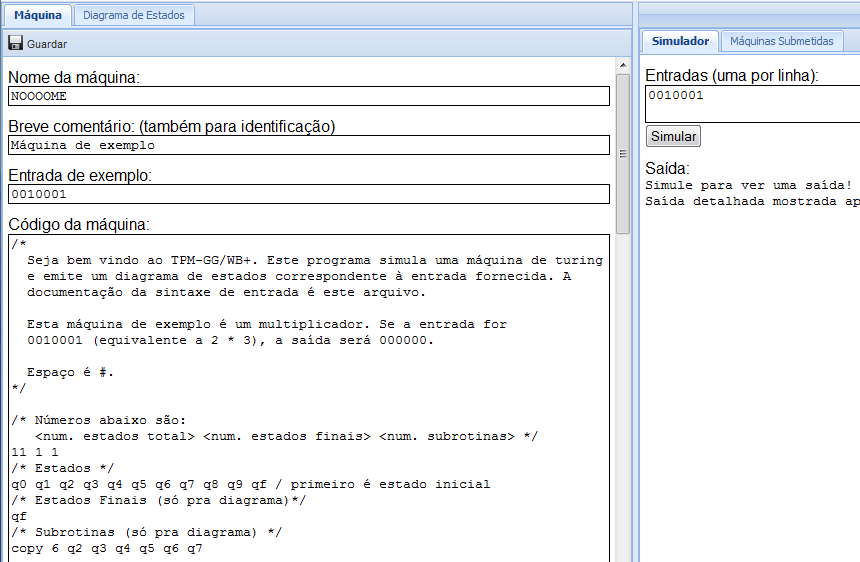 Máquina
Diagrama de Estados
Guardar
Nome da máquina:
NOOOOME
Breve comentário: (também para identificação)
Máquina de exemplo
Entrada de exemplo:
0010001
Código da máquina:
/*
Seja bem vindo ao TPM-GG/WB+. Este programa simula uma máquina de turing
e emite um diagrama de estados correspondente à entrada fornecida. A
documentação da sintaxe de entrada é este arquivo.
Esta máquina de exemplo é um multiplicador. Se a entrada for
0010001 (equivalente a 2 * 3), a saída será 000000.
Espaço é #.
*/
/* Números abaixo são:
<num. estados total> <num. estados finais> <num. subrotinas> */
11 1 1
/* Estados */
q0 q1 q2 q3 q4 q5 q6 q7 q8 q9 qf / primeiro é estado inicial
/* Estados Finais (só pra diagrama)*/
qf
/* Subrotinas (só pra diagrama) */
copy 6 q2 q3 q4 q5 q6 q7
Simulador
Máquinas Submetidas
Entradas (uma por linha):
0010001
Simular
Saída:
Simule para ver uma saída!
Saída detalhada mostrada ap